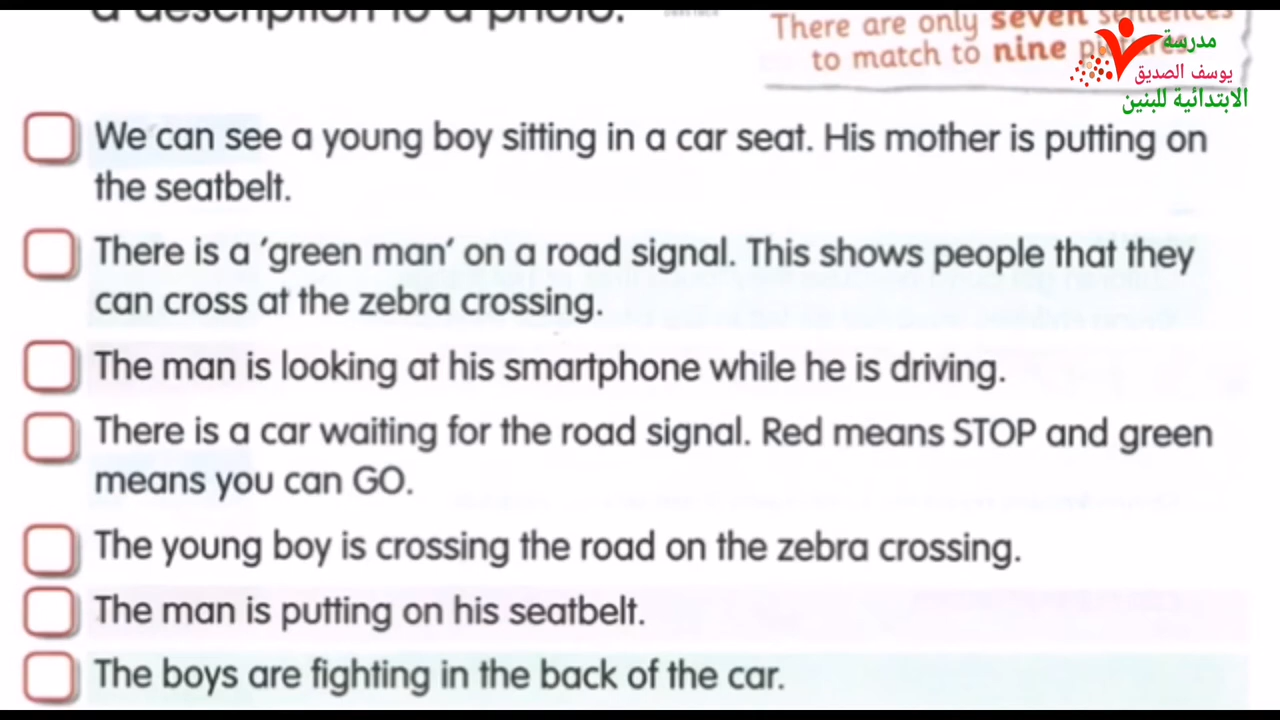 a description to a photo.
There are only seven sentences
to match to nine pictures.
مدرسة
يوسف الصديق
الابتدائية للبنين
We can see a young boy sitting in a car seat. His mother is putting on
the seatbelt.
There is a ‘green man’ on a road signal. This shows people that they
can cross at the zebra crossing.
The man is looking at his smartphone while he is driving.
There is a car waiting for the road signal. Red means STOP and green
means you can GO.
The young boy is crossing the road on the zebra crossing.
The man is putting on his seatbelt.
The boys are fighting in the back of the car.